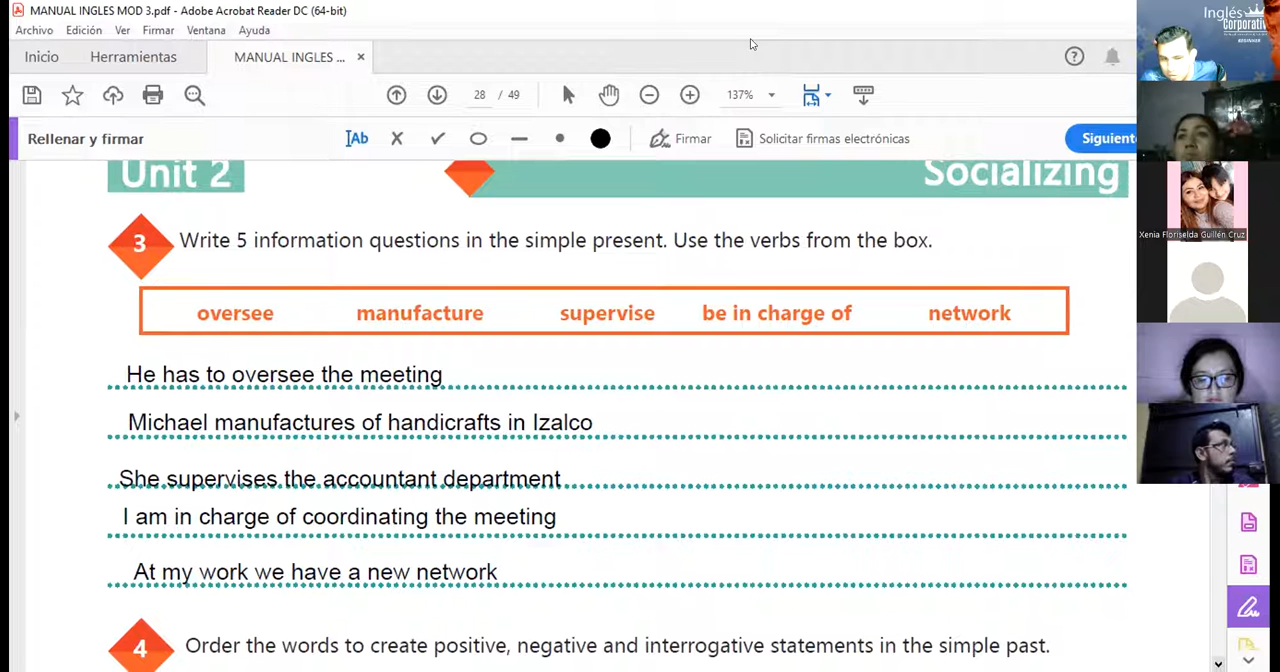 MANUAL INGLES MOD 3.pdf - Adobe Acrobat Reader DC (64-bit)
Archivo Edición Ver Firmar Ventana Ayuda
Inicio Herramientas MANUAL INGLES ... ×
28 / 49 137%
Rellenar y firmar Ab Firmar Solicitar firmas electrónicas Siguiente
Inglés
Corporativo
Xenia Floriselda Guillén Cruz
Unit 2 Socializing
3 Write 5 information questions in the simple present. Use the verbs from the box.
oversee manufacture supervise be in charge of network
He has to oversee the meeting
Michael manufactures of handicrafts in Izalco
She supervises the accountant department
I am in charge of coordinating the meeting
At my work we have a new network
4 Order the words to create positive, negative and interrogative statements in the simple past.